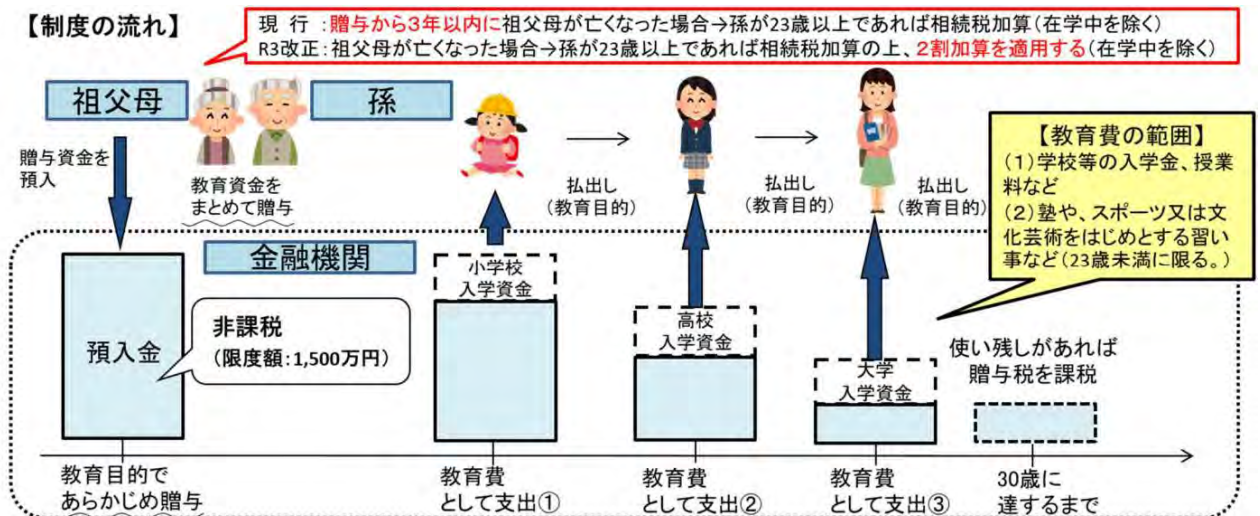 【制度の流れ】
現 行 :贈与から3年以内に祖父母が亡くなった場合→孫が23歳以上であれば相続税加算(在学中を除く)
R3改正:祖父母が亡くなった場合→孫が23歳以上であれば相続税加算の上、2割加算を適用する(在学中を除く)
祖父母
孫
贈与資金を
預入
教育資金を
まとめて贈与
払出し
(教育目的)
払出し
(教育目的)
払出し
(教育目的)
【教育費の範囲】
(1)学校等の入学金、授業
料など
(2)塾や、スポーツ又は文
化芸術をはじめとする習い
事など(23歳未満に限る。)
金融機関
預入金
非課税
(限度額:1,500万円)
小学校
入学資金
高校
入学資金
大学
入学資金
使い残しがあれば
贈与税を課税
教育目的で
あらかじめ贈与
教育費
として支出①
教育費
として支出②
教育費
として支出③
30歳に
達するまで